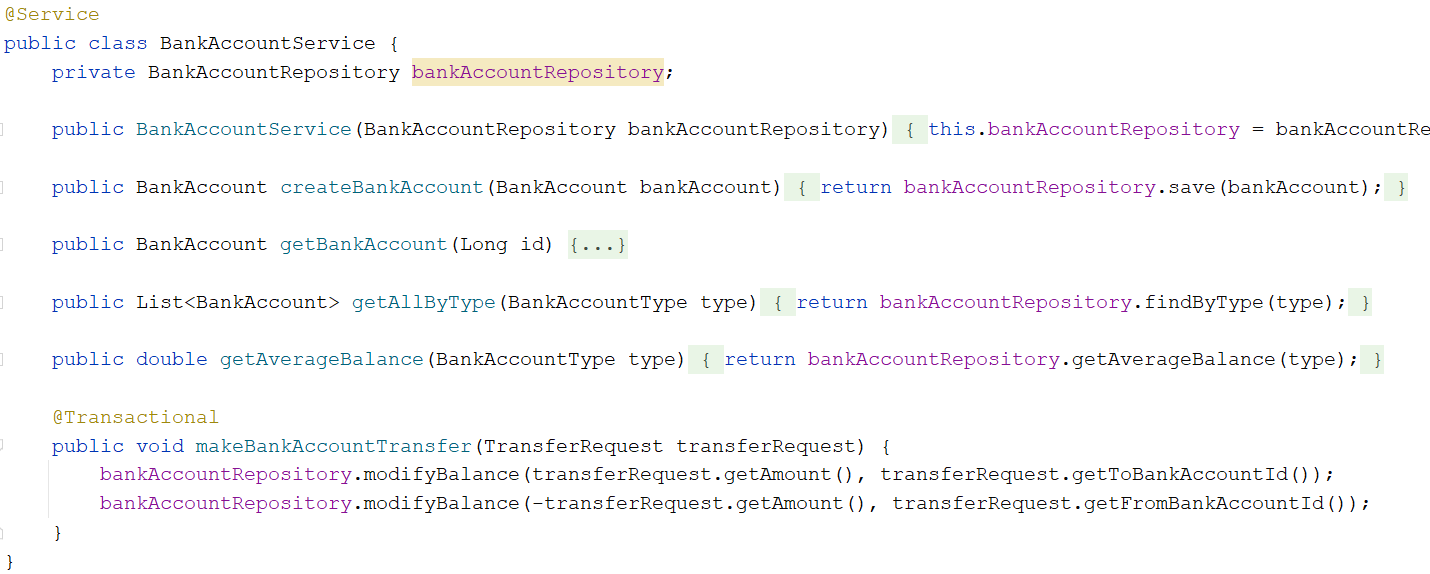 @Service
public class BankAccountService {
    private BankAccountRepository bankAccountRepository;
    public BankAccountService(BankAccountRepository bankAccountRepository) { this.bankAccountRepository = bankAccountRe
    public BankAccount createBankAccount(BankAccount bankAccount) { return bankAccountRepository.save(bankAccount); }
    public BankAccount getBankAccount(Long id) {...}
    public List<BankAccount> getAllByType(BankAccountType type) { return bankAccountRepository.findByType(type); }
    public double getAverageBalance(BankAccountType type) { return bankAccountRepository.getAverageBalance(type); }
    @Transactional
    public void makeBankAccountTransfer(TransferRequest transferRequest) {
        bankAccountRepository.modifyBalance(transferRequest.getAmount(), transferRequest.getToBankAccountId());
        bankAccountRepository.modifyBalance(-transferRequest.getAmount(), transferRequest.getFromBankAccountId());
    }
}